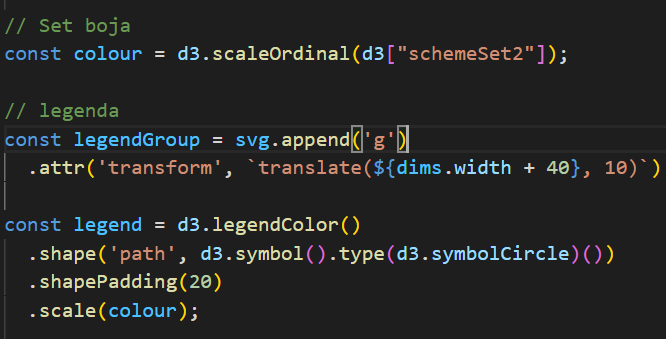 // Set boja
const colour = d3.scaleOrdinal(d3["schemeSet2"]);
// legenda
const legendGroup = svg.append('g')
.attr('transform', `translate(${dims.width + 40}, 10)`)
const legend = d3.legendColor()
.shape('path', d3.symbol().type(d3.symbolCircle)())
.shapePadding(20)
.scale(colour);